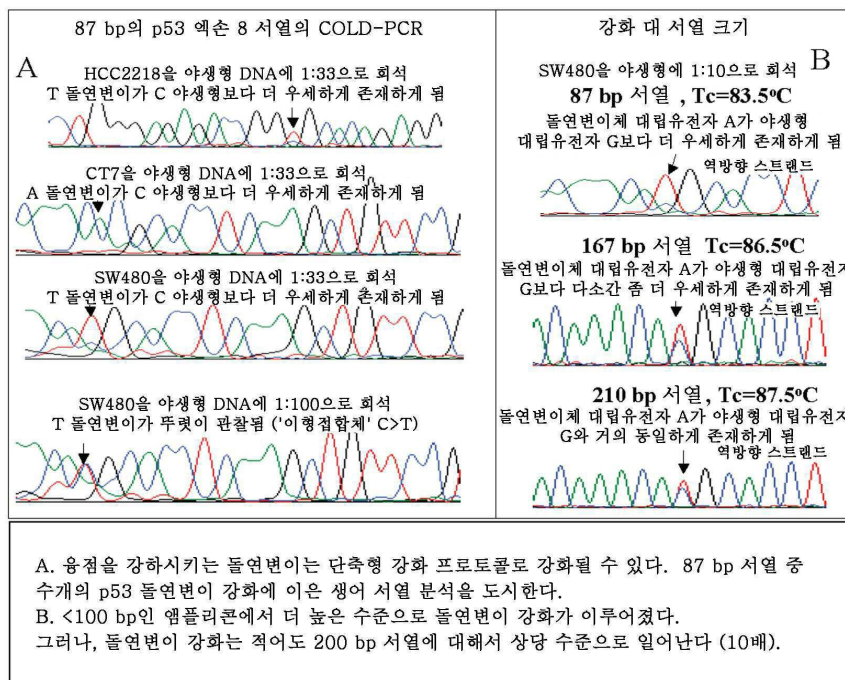 87 bp의 p53 엑손 8 서열의 COLD-PCR
A
HCC2218을 야생형 DNA에 1:33으로 희석
T 돌연변이가 C 야생형보다 더 우세하게 존재하게 됨
CT7을 야생형 DNA에 1:33으로 희석
A 돌연변이가 C 야생형보다 더 우세하게 존재하게 됨
SW480을 야생형 DNA에 1:33으로 희석
T 돌연변이가 C 야생형보다 더 우세하게 존재하게 됨
SW480을 야생형 DNA에 1:100으로 희석
T 돌연변이가 뚜렷이 관찰됨 ('이형접합체' C>T)
강화 대 서열 크기
B
SW480을 야생형에 1:10으로 희석
87 bp 서열 , Tc=83.5ºC
돌연변이체 대립유전자 A가 야생형
대립유전자 G보다 더 우세하게 존재하게 됨
역방향 스트랜드
167 bp 서열 Tc=86.5ºC
돌연변이체 대립유전자 A가 야생형 대립유전자
G보다 다소간 좀 더 우세하게 존재하게 됨
역방향 스트랜드
210 bp 서열, Tc=87.5ºC
돌연변이체 대립유전자 A가 야생형 대립유전자
G와 거의 동일하게 존재하게 됨
역방향 스트랜드
A. 융점을 강하시키는 돌연변이는 단축형 강화 프로토콜로 강화될 수 있다. 87 bp 서열 중
수개의 p53 돌연변이 강화에 이은 생어 서열 분석을 도시한다.
B. <100 bp인 앰플리콘에서 더 높은 수준으로 돌연변이 강화가 이루어졌다.
그러나, 돌연변이 강화는 적어도 200 bp 서열에 대해서 상당 수준으로 일어난다 (10배).